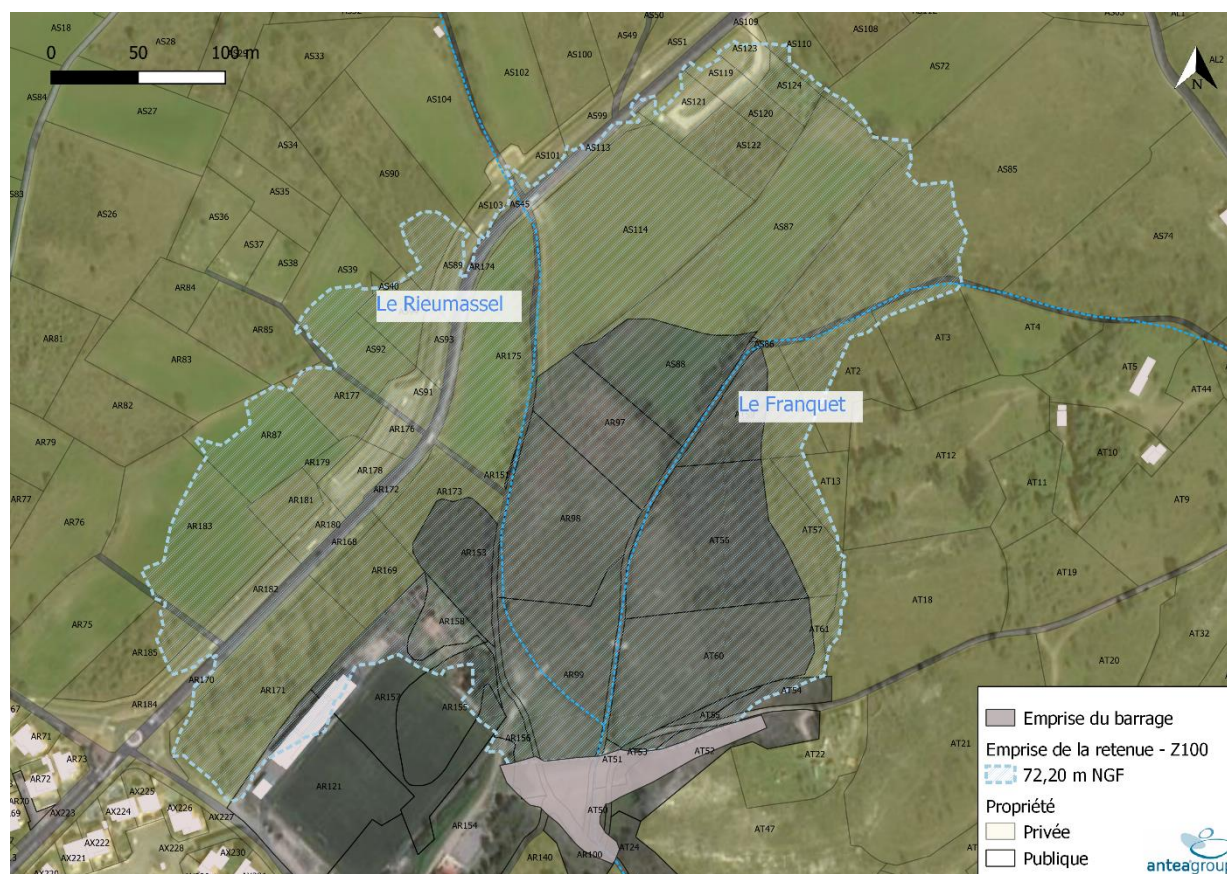 AS18
AS28
AS29
AS33
AS102
AS100
AS49
AS50
AS51
AS109
AS123
AS110
AS108
AL1
AL2
0 50 100 m
N
AS84
AS27
AS104
AS119
AS121
AS124
AS72
AS99
AS120
AS34
AS101
AS113
AS122
AS90
AS85
AS35
AS26
AS36
AS103
AS45
AS37
AS114
AS87
AS74
AS38
AS39
AS89
AR174
AR84
AS40
Le Rieumassel
AR85
AR81
AS93
AT3
AT4
AS92
AS86
AR83
AR175
AS88
AT2
AT5
AT44
AR177
AS91
AR82
Le Franquet
AR97
AR87
AR176
AR79
AT12
AT10
AR179
AR178
AR151
AT13
AT11
AR77
AR181
AR172
AR173
AT9
AR76
AR98
AR183
AR180
AT57
AR168
AT56
AR153
AR169
AT19
AR182
AT18
AR75
AR158
AT61
AT32
AR185
AT60
AT20
AR170
AR99
AR171
AR157
AT54
AR184
AR155
AT55
AR156
AT53
AT52
AT21
AR71
AT51
AT22
AR73
AR72
AR121
AX225
AX226
AT50
AX223
AX224
AX227
AR154
AT47
AX222
AX228
AT24
AX221
AX230
AR140
AR100
Emprise du barrage
Emprise de la retenue - Z100
72,20 m NGF
Propriété
Privée
Publique
anteagroup